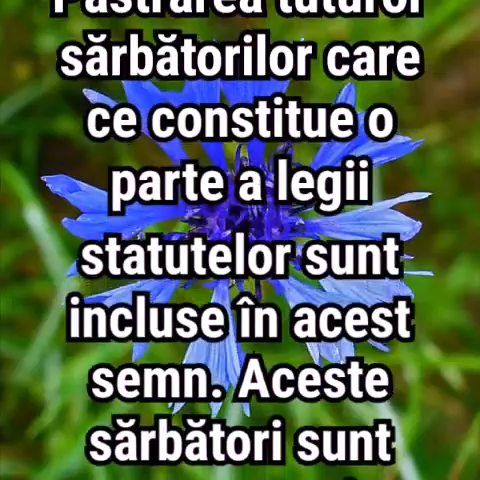 Păstrarea tuturor
sărbătorilor care
ce constitue o
parte a legii
statutelor sunt
incluse în acest
semn. Aceste
sărbători sunt